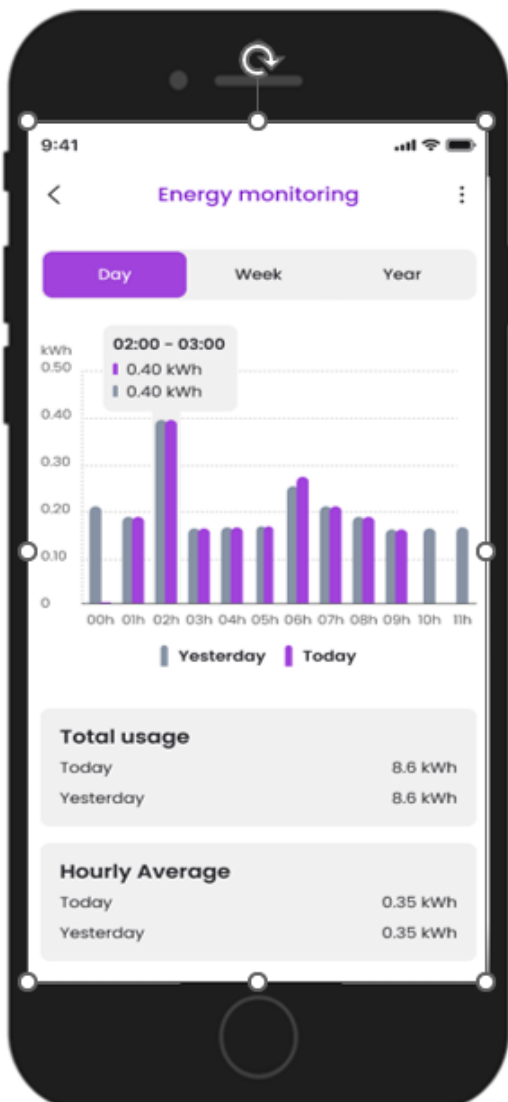 9:41
Energy monitoring
Day Week Year
02:00 - 03:00
0.40 kWh
0.40 kWh
kWh
0.50
0.40
0.30
0.20
0.10
0
00h 01h 02h 03h 04h 05h 06h 07h 08h 09h 10h 11h
Yesterday Today
Total usage
Today 8.6 kWh
Yesterday 8.6 kWh
Hourly Average
Today 0.35 kWh
Yesterday 0.35 kWh